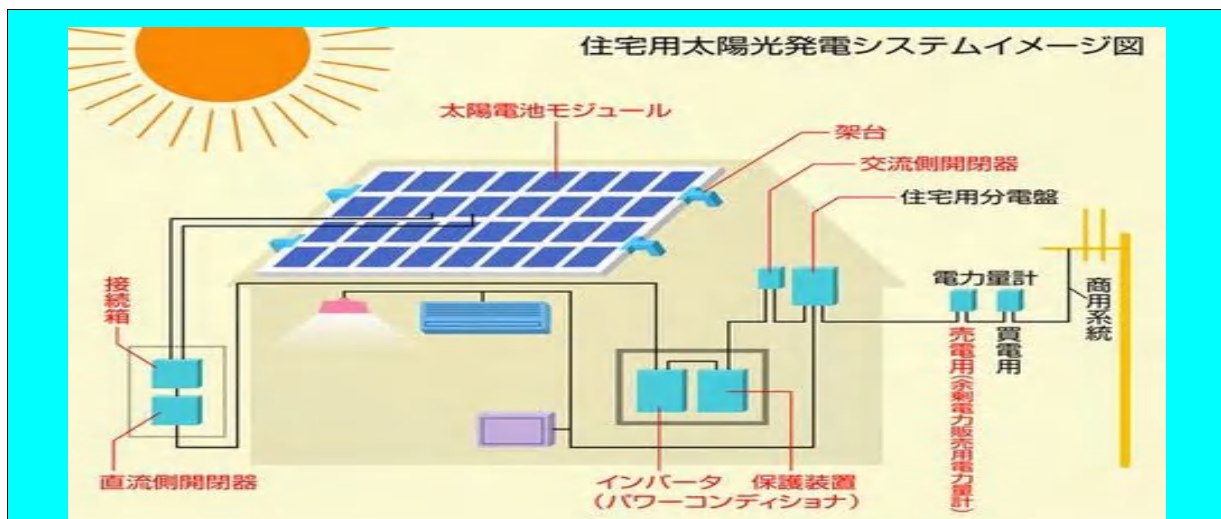 住宅用太陽光発電システムイメージ図
太陽電池モジュール
架台
交流側開閉器
住宅用分電盤
電力量計
商用系統
接続箱
売電用(余剰電力販売用電力量計)
買電用
直流側開閉器
インバータ
(パワーコンディショナ)
保護装置